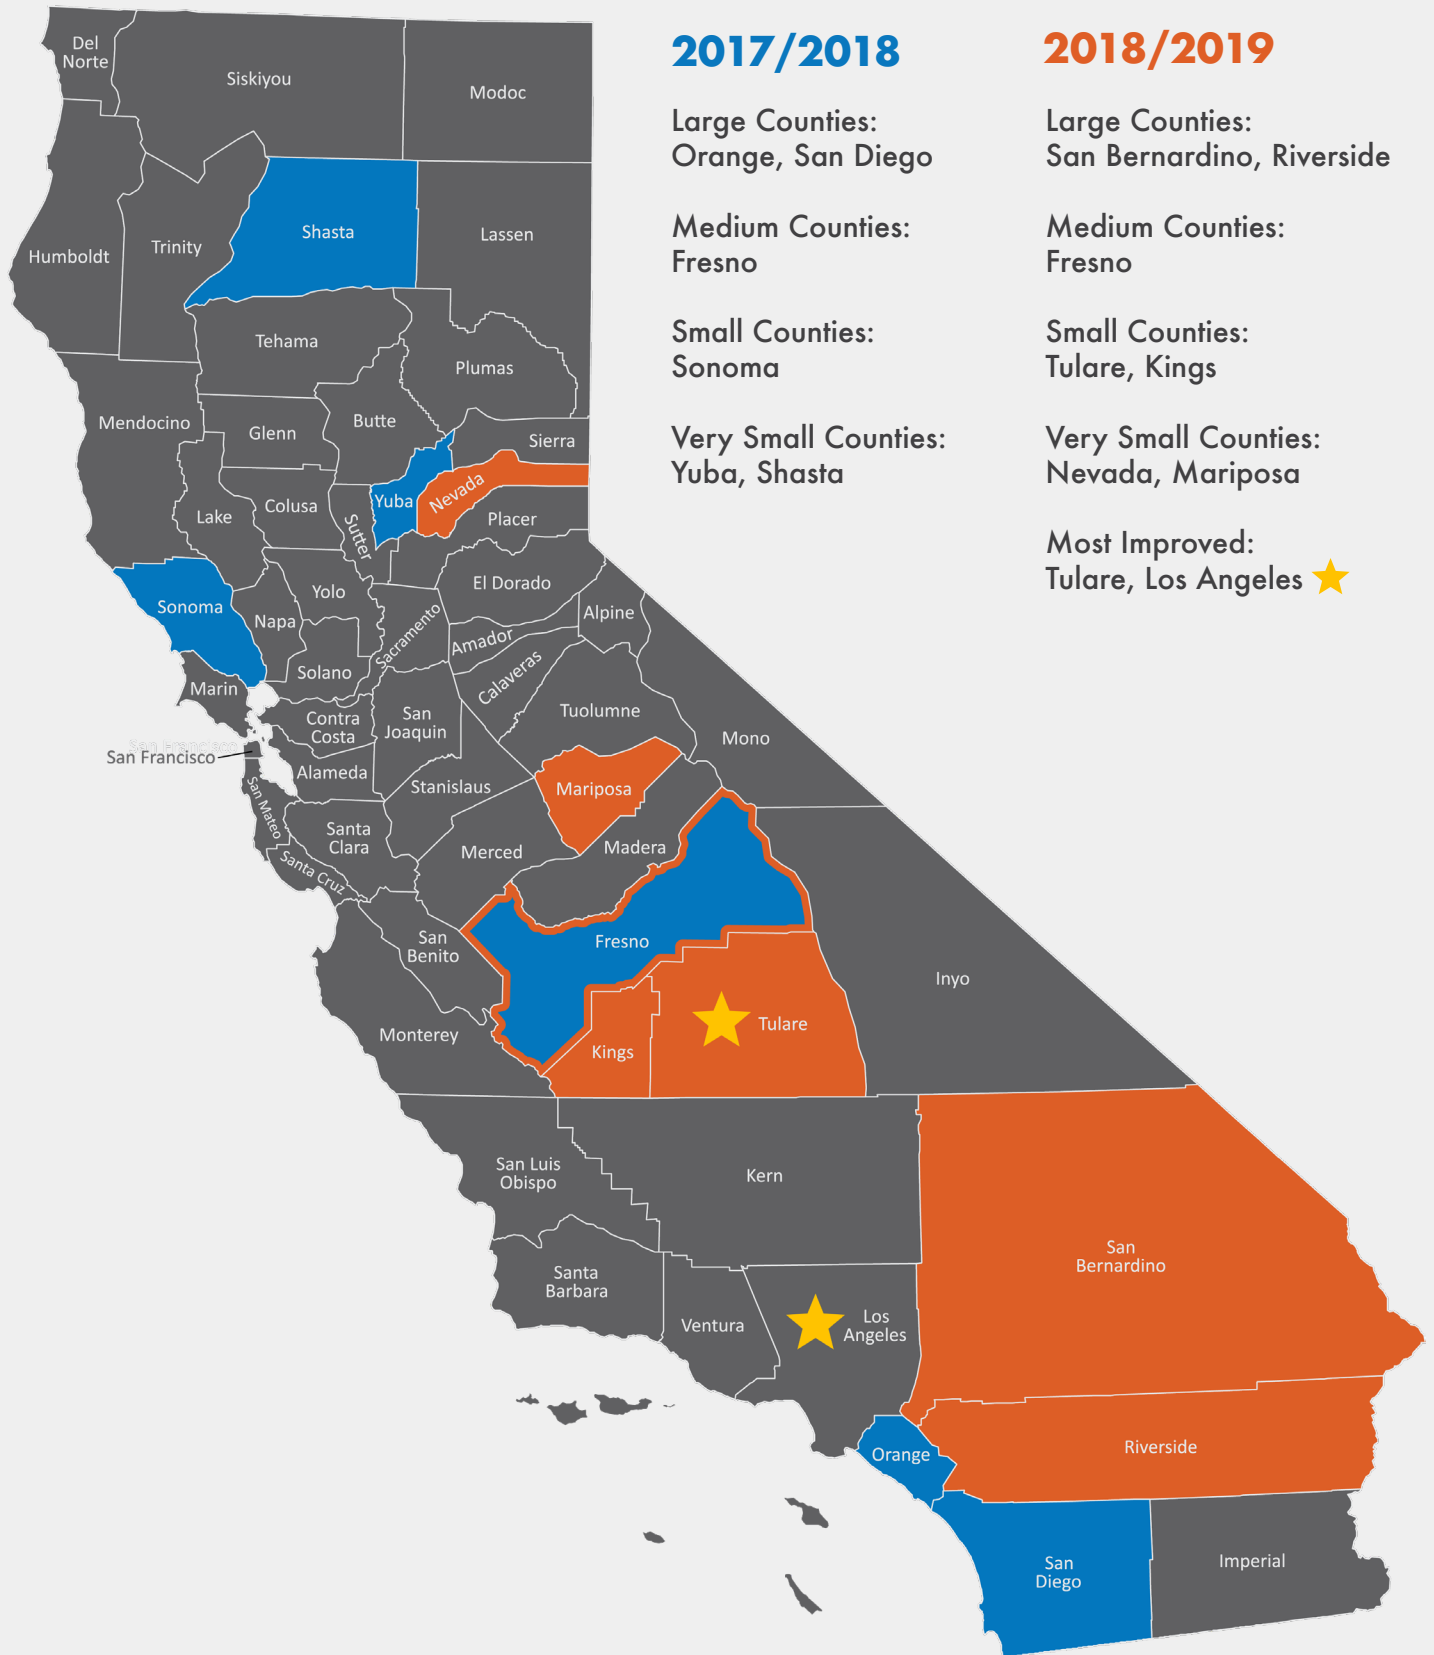 2017/2018
Large Counties:
Orange, San Diego
Medium Counties:
Fresno
Small Counties:
Sonoma
Very Small Counties:
Yuba, Shasta
2018/2019
Large Counties:
San Bernardino, Riverside
Medium Counties:
Fresno
Small Counties:
Tulare, Kings
Very Small Counties:
Nevada, Mariposa
Most Improved:
Tulare, Los Angeles
Del
Norte
Siskiyou
Modoc
Humboldt
Trinity
Shasta
Lassen
Tehama
Plumas
Mendocino
Glenn
Butte
Sierra
Lake
Colusa
Sutter
Yuba
Nevada
Placer
Sonoma
Napa
Yolo
Sacramento
El Dorado
Alpine
Solano
Amador
Calaveras
Marin
Contra
Costa
San
Joaquin
Tuolumne
Mono
San Francisco
San Francisco
Alameda
Stanislaus
Mariposa
San Mateo
Santa
Clara
Santa Cruz
Merced
Madera
San
Benito
Fresno
Inyo
Monterey
Kings
Tulare
San Luis
Obispo
Kern
San
Bernardino
Santa
Barbara
Ventura
Los
Angeles
Orange
Riverside
San
Diego
Imperial